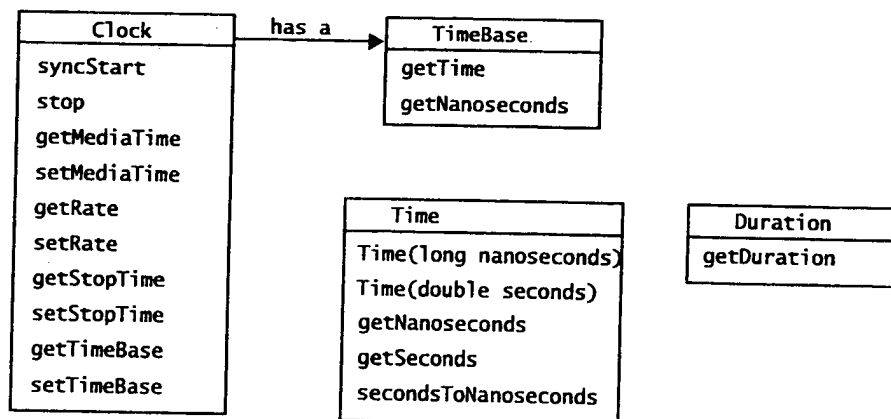 Clock
syncStart
stop
getMediaTime
setMediaTime
getRate
setRate
getStopTime
setStopTime
getTimeBase
setTimeBase
has a
TimeBase
getTime
getNanoseconds
Time
Time(long nanoseconds)
Time(double seconds)
getNanoseconds
getSeconds
secondsToNanoseconds
Duration
getDuration